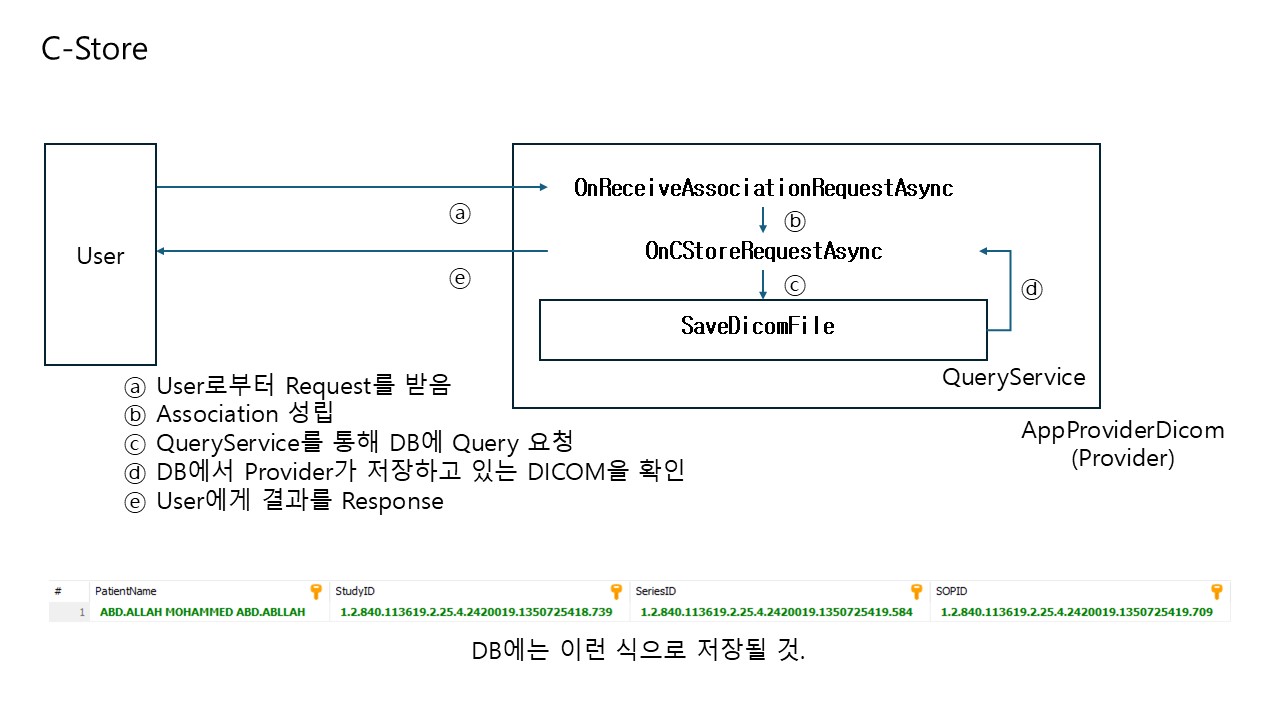 C-Store
User
OnReceiveAssociationRequestAsync
ⓐ
ⓑ
OnCStoreRequestAsync
ⓔ
ⓒ
ⓓ
SaveDicomFile
QueryService
AppProviderDicom
(Provider)
ⓐ User로부터 Request를 받음
ⓑ Association 성립
ⓒ QueryService를 통해 DB에 Query 요청
ⓓ DB에서 Provider가 저장하고 있는 DICOM을 확인
ⓔ User에게 결과를 Response
# PatientName StudyID SeriesID SOPID
1 ABD.ALLAH MOHAMMED ABD.ABLLAH 1.2.840.113619.2.25.4.2420019.1350725418.739 1.2.840.113619.2.25.4.2420019.1350725419.584 1.2.840.113619.2.25.4.2420019.1350725419.709
DB에는 이런 식으로 저장될 것.